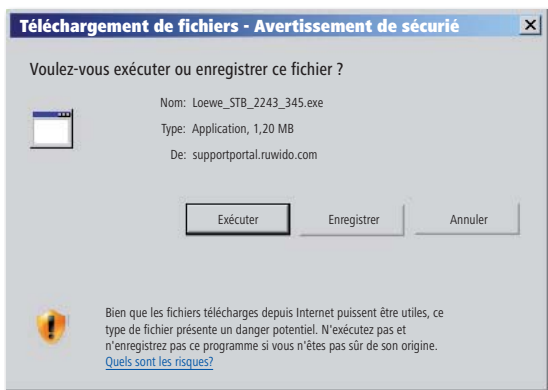 Téléchargement de fichiers - Avertissement de sécurié
Voulez-vous exécuter ou enregistrer ce fichier ?
Nom: Loewe_STB_2243_345.exe
Type: Application, 1,20 MB
De: supportportal.ruwido.com
Exécuter Enregistrer Annuler
Bien que les fichiers télécharges depuis Internet puissent être utiles, ce
type de fichier présente un danger potentiel. N'exécutez pas et
n'enregistrez pas ce programme si vous n'êtes pas sûr de son origine.
Quels sont les risques?